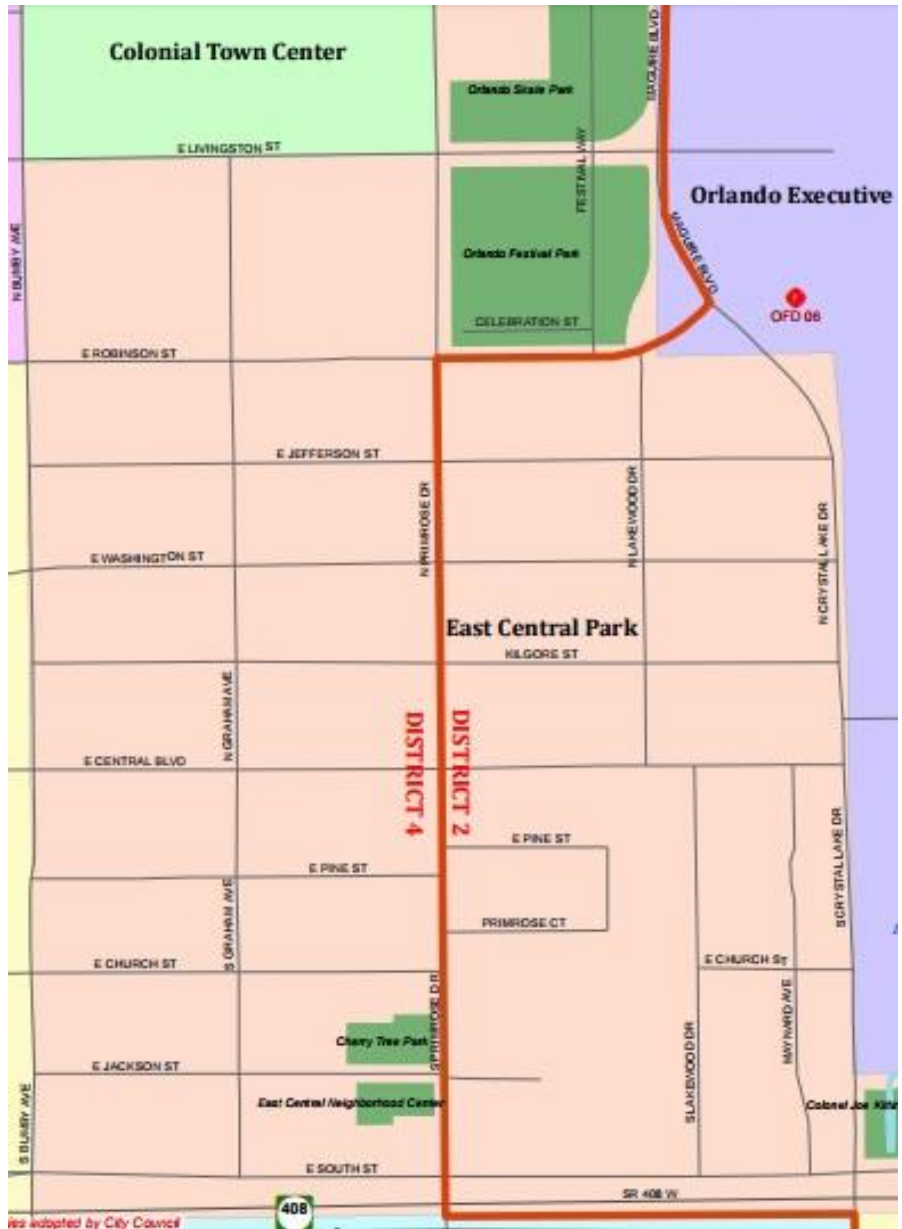 Colonial Town Center
Orlando Skate Park
MAGUIRE BLVD
E LIVINGSTON ST
FESTIVAL WAY
Orlando Executive
N BUMBY AVE
MAGUIRE BLVD
Orlando Festival Park
OFD 06
CELEBRATION ST
E ROBINSON ST
E JEFFERSON ST
N PRIMROSE DR
N LAKEWOOD DR
N CRYSTAL LAKE DR
E WASHINGTON ST
East Central Park
KILGORE ST
N GRAHAM AVE
DISTRICT 4
DISTRICT 2
E CENTRAL BLVD
E PINE ST
E PINE ST
S CRYSTAL LAKE DR
S GRAHAM AVE
PRIMROSE CT
E CHURCH ST
E CHURCH ST
S PRIMROSE DR
MAYNARD AVE
Cherry Tree Park
S LAKEWOOD DR
E JACKSON ST
East Central Neighborhood Center
Colonel Joe
S BUMBY AVE
E SOUTH ST
SR 408 W
408
adopted by City Council